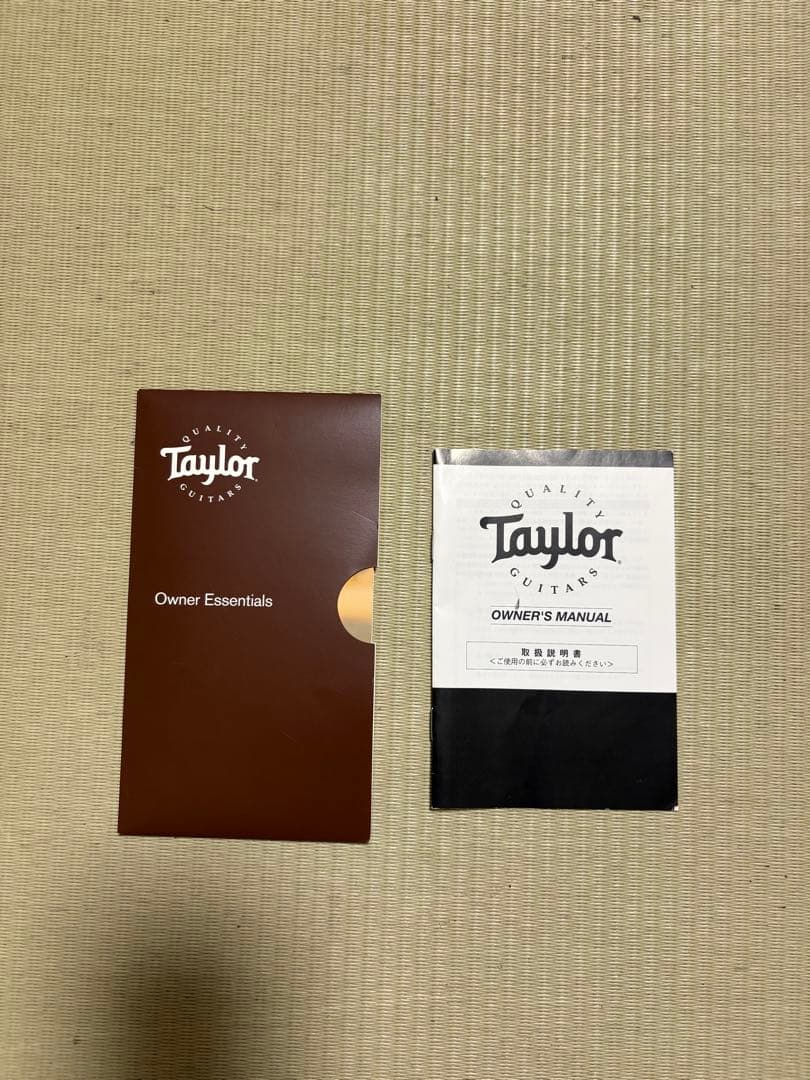 QUALITY
Taylor
GUITARS
Owner Essentials
QUALITY
Taylor
GUITARS
OWNER'S MANUAL
取扱説明書
<ご使用の前に必ずお読みください>